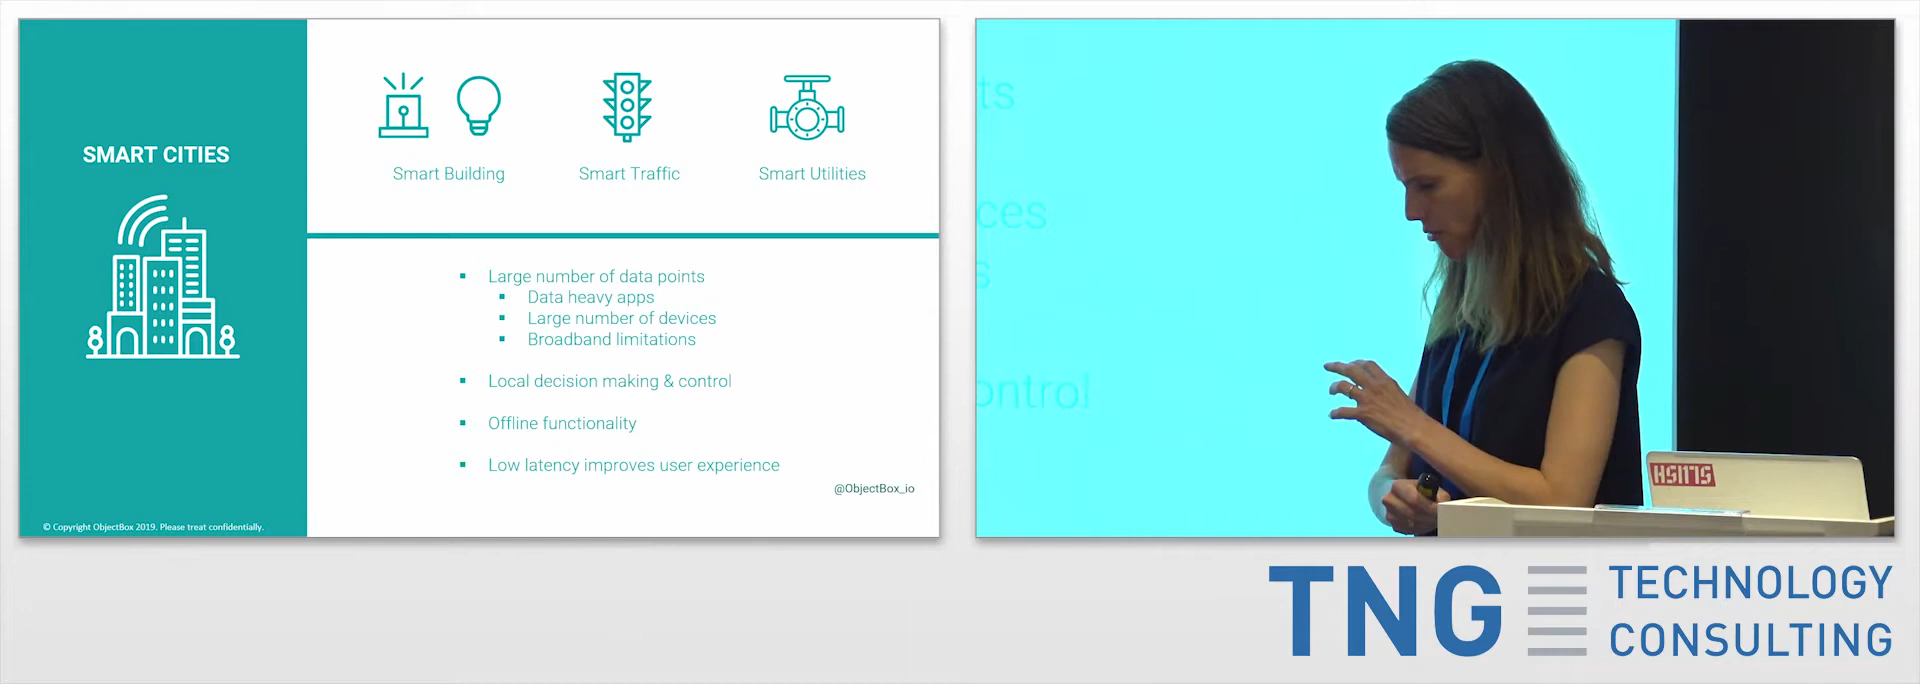 SMART CITIES
Smart Building
Smart Traffic
Smart Utilities
Large number of data points
Data heavy apps
Large number of devices
Broadband limitations
Local decision making & control
Offline functionality
Low latency improves user experience
@ObjectBox_io
© Copyright ObjectBox 2019. Please treat confidentially.
ts
ces
s
ontrol
TNG TECHNOLOGY
CONSULTING